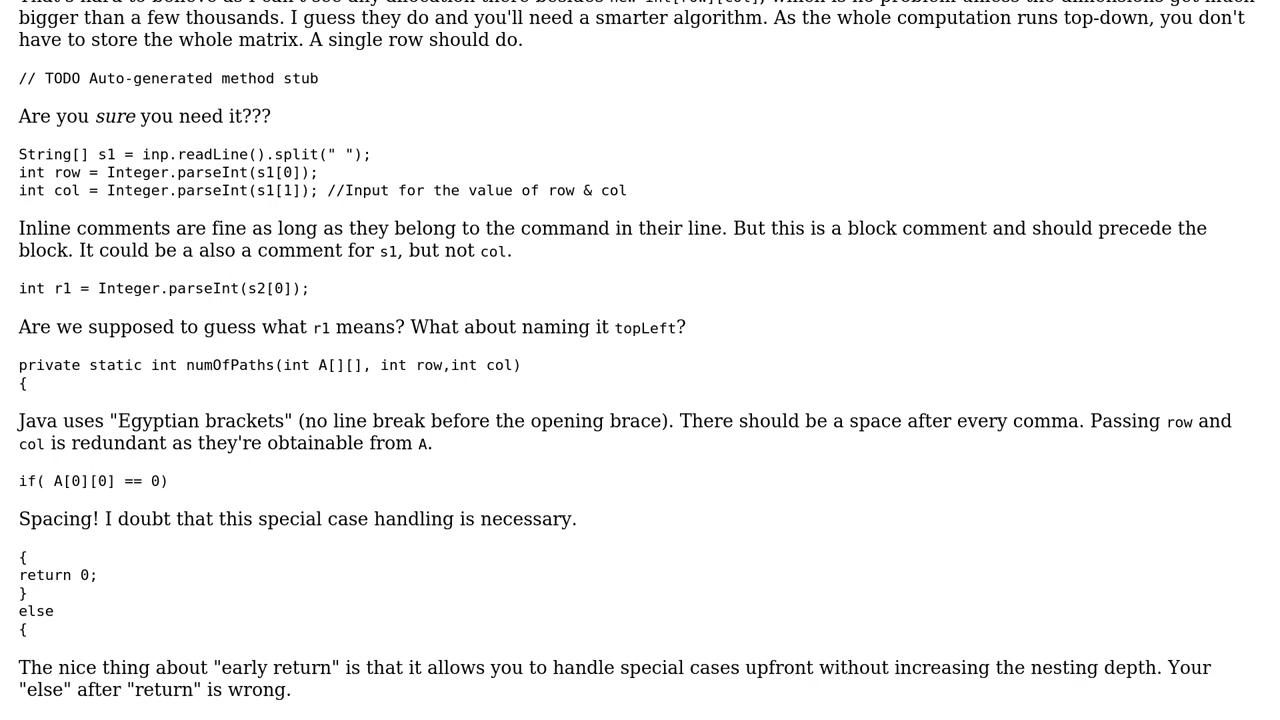 bigger than a few thousands. I guess they do and you'll need a smarter algorithm. As the whole computation runs top-down, you don't
have to store the whole matrix. A single row should do.
// TODO Auto-generated method stub
Are you sure you need it???
String[] s1 = inp.readLine().split(" ");
int row = Integer.parseInt(s1[0]);
int col = Integer.parseInt(s1[1]); //Input for the value of row & col
Inline comments are fine as long as they belong to the command in their line. But this is a block comment and should precede the
block. It could be a also a comment for s1, but not col.
int r1 = Integer.parseInt(s2[0]);
Are we supposed to guess what r1 means? What about naming it topLeft?
private static int numOfPaths(int A[][], int row,int col)
{
Java uses "Egyptian brackets" (no line break before the opening brace). There should be a space after every comma. Passing row and
col is redundant as they're obtainable from A.
if( A[0][0] == 0)
Spacing! I doubt that this special case handling is necessary.
{
return 0;
}
else
{
The nice thing about "early return" is that it allows you to handle special cases upfront without increasing the nesting depth. Your
"else" after "return" is wrong.